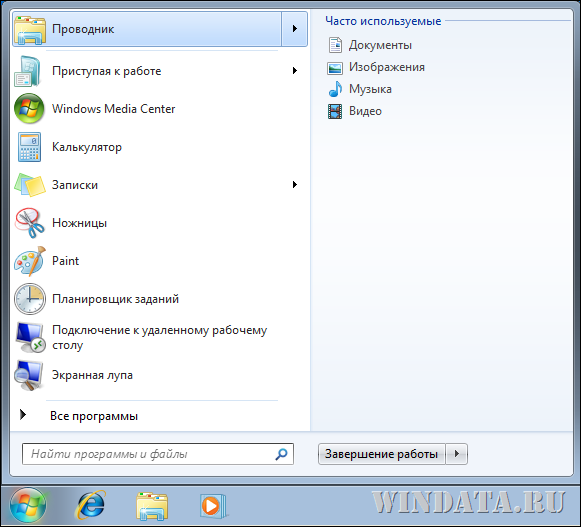 Проводник
Приступая к работе
Windows Media Center
Калькулятор
Записки
Ножницы
Paint
Планировщик заданий
Подключение к удаленному рабочему
столу
Экранная лупа
Все программы
Найти программы и файлы
Часто используемые
Документы
Изображения
Музыка
Видео
Завершение работы
WINDATA.RU